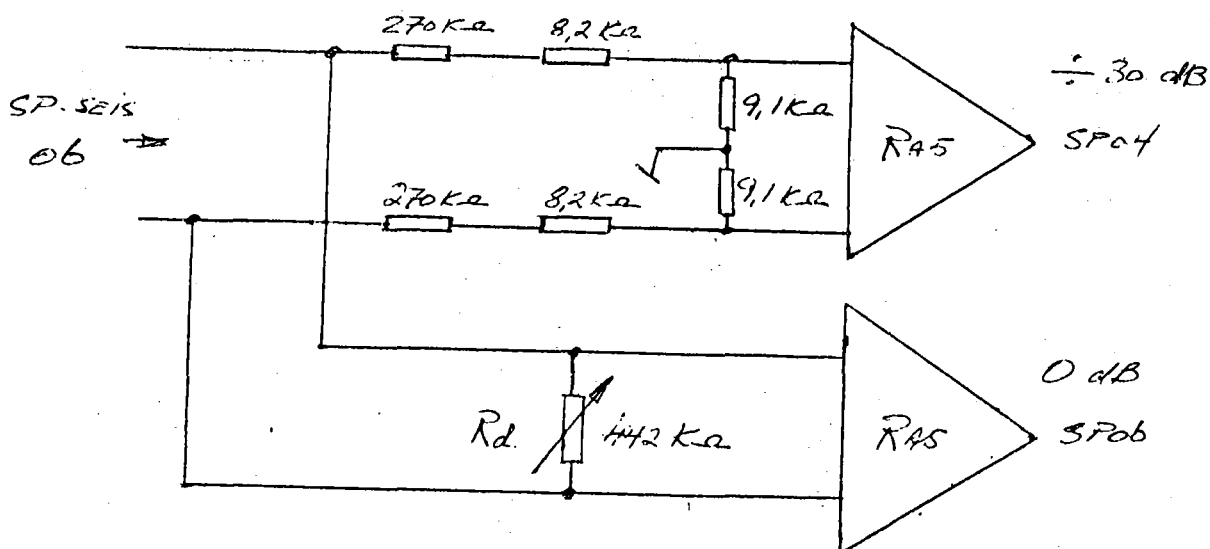 270KΩ 8,2KΩ
÷ 30 dB
SP. SEIS
06 →
9,1KΩ
RA5
SP04
270KΩ 8,2KΩ
9,1KΩ
0 dB
Rd. 442 KΩ
RA5
SP06